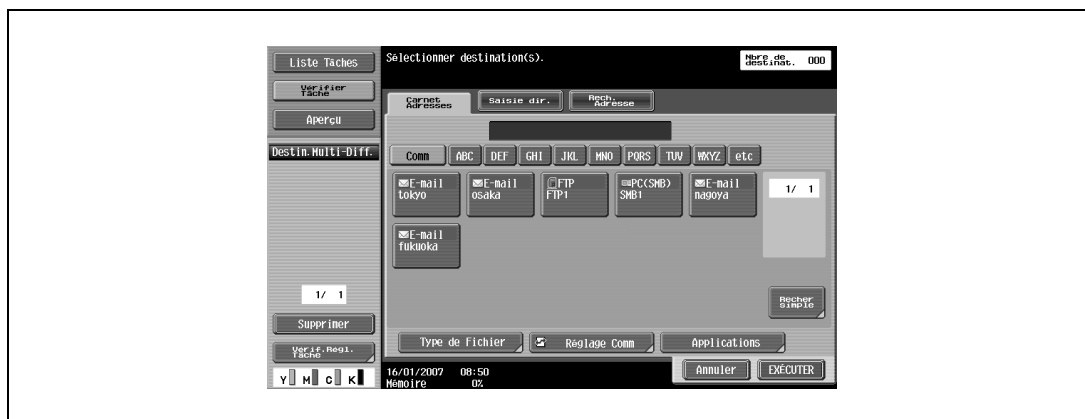 Liste Tâches
Vérifier
Tâche
Aperçu
Destin.Multi-Diff.
1/ 1
Supprimer
Vérif.Régl.
Tâche
Y M C K
Sélectionner destination(s).
Nbre de
destinat. 000
Carnet
Adresses
Saisie dir.
Rech.
Adresse
Comm ABC DEF GHI JKL MNO PQRS TUV WXYZ etc
E-mail
tokyo
E-mail
osaka
FTP
FTP1
PC(SMB)
SMB1
E-mail
nagoya
1/ 1
E-mail
fukuoka
Recher
simple
Type de Fichier
Réglage Comm
Applications
16/01/2007 08:50
Mémoire 0%
Annuler
EXÉCUTER